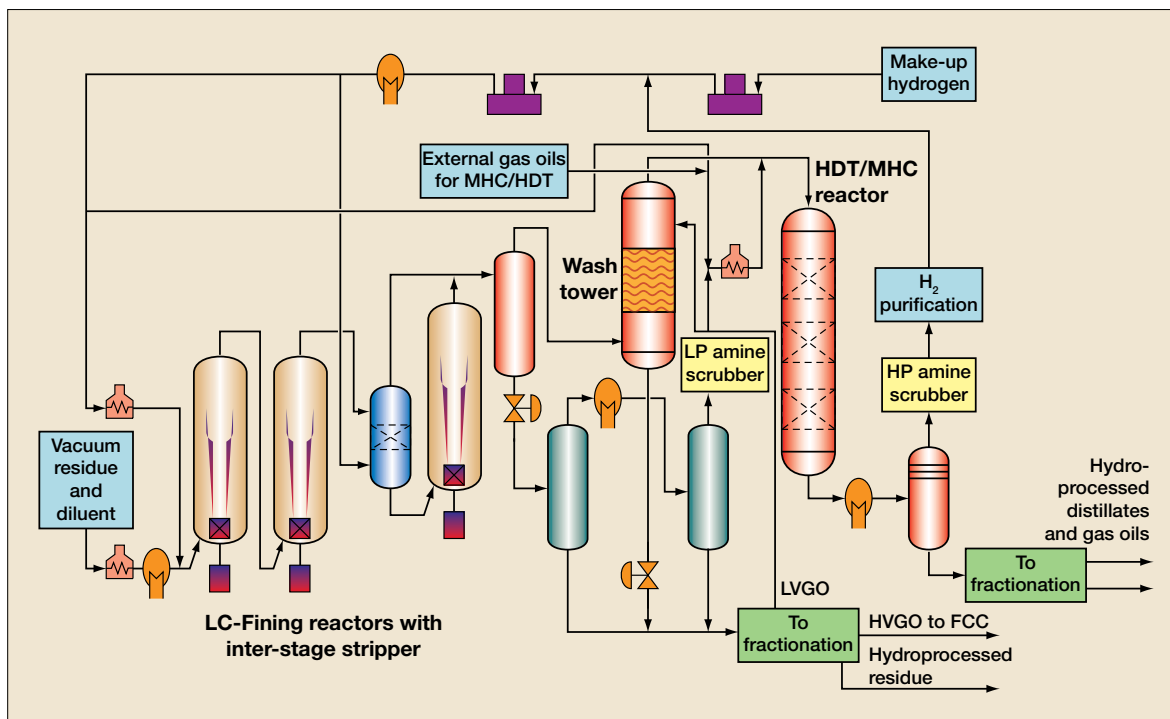 Make-up
hydrogen
External gas oils
for MHC/HDT
HDT/MHC
reactor
Wash
tower
H₂
purification
LP amine
scrubber
HP amine
scrubber
Vacuum
residue
and
diluent
Hydro-
processed
distillates
and gas oils
To
fractionation
LVGO
LC-Fining reactors with
inter-stage stripper
To
fractionation
HVGO to FCC
Hydroprocessed
residue